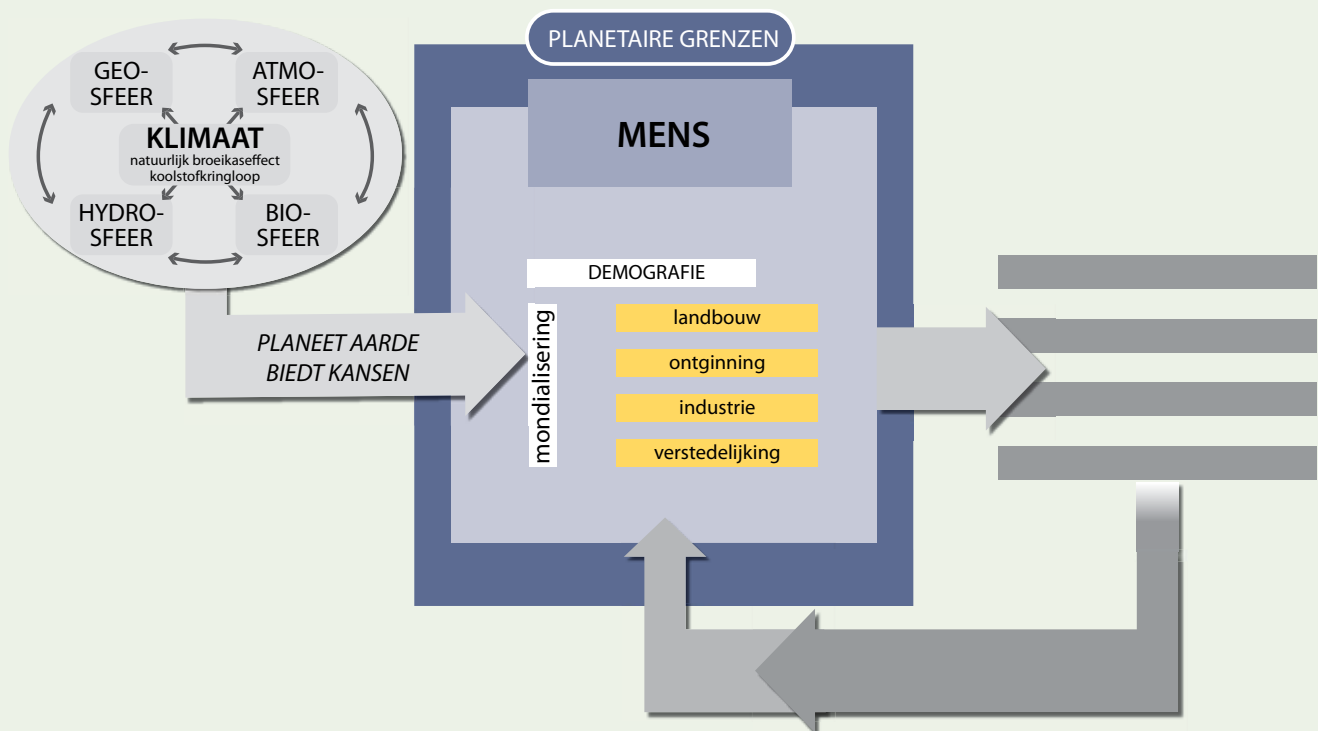 GEO-
SFEER
ATMO-
SFEER
KLIMAAT
natuurlijk broeikaseffect
koolstofkringloop
HYDRO-
SFEER
BIO-
SFEER
PLANEET AARDE
BIEDT KANSEN
PLANETAIRE GRENZEN
MENS
DEMOGRAFIE
mondialisering
landbouw
ontginning
industrie
verstedelijking